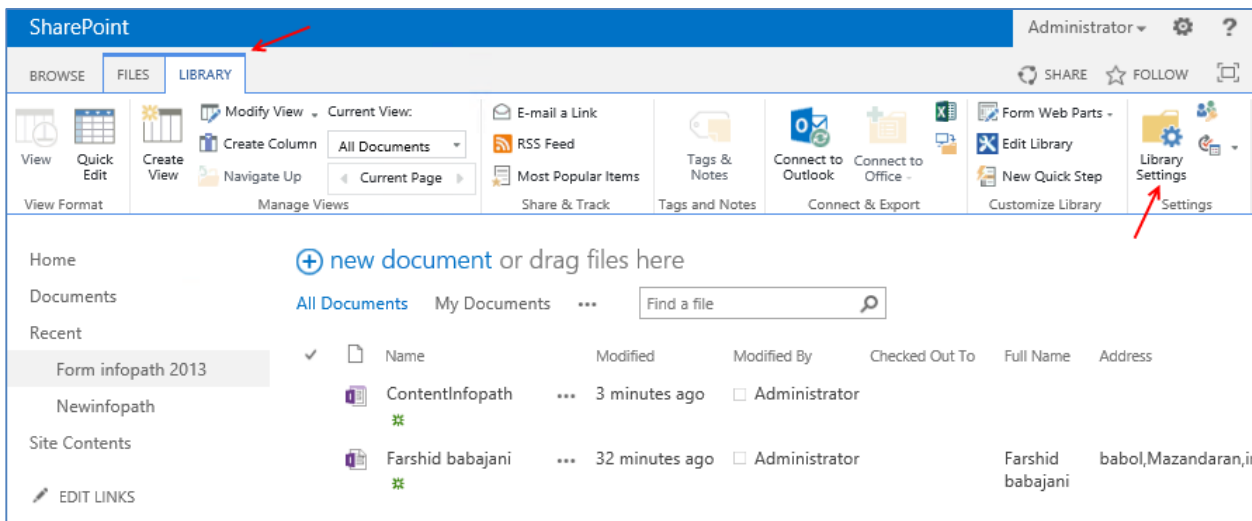 SharePoint
Administrator
?
BROWSE FILES LIBRARY
SHARE FOLLOW
View
Quick Edit
Create View
Modify View
Create Column
Navigate Up
Current View:
All Documents
Current Page
E-mail a Link
RSS Feed
Most Popular Items
Tags & Notes
Connect to Outlook
Connect to Office
Form Web Parts
Edit Library
New Quick Step
Library Settings
View Format Manage Views Share & Track Tags and Notes Connect & Export Customize Library Settings
Home
Documents
Recent
Form infopath 2013
Newinfopath
Site Contents
EDIT LINKS
new document or drag files here
All Documents My Documents ... Find a file
Name Modified Modified By Checked Out To Full Name Address
ContentInfopath ... 3 minutes ago Administrator
Farshid babajani ... 32 minutes ago Administrator Farshid babol,Mazandaran,
babajani